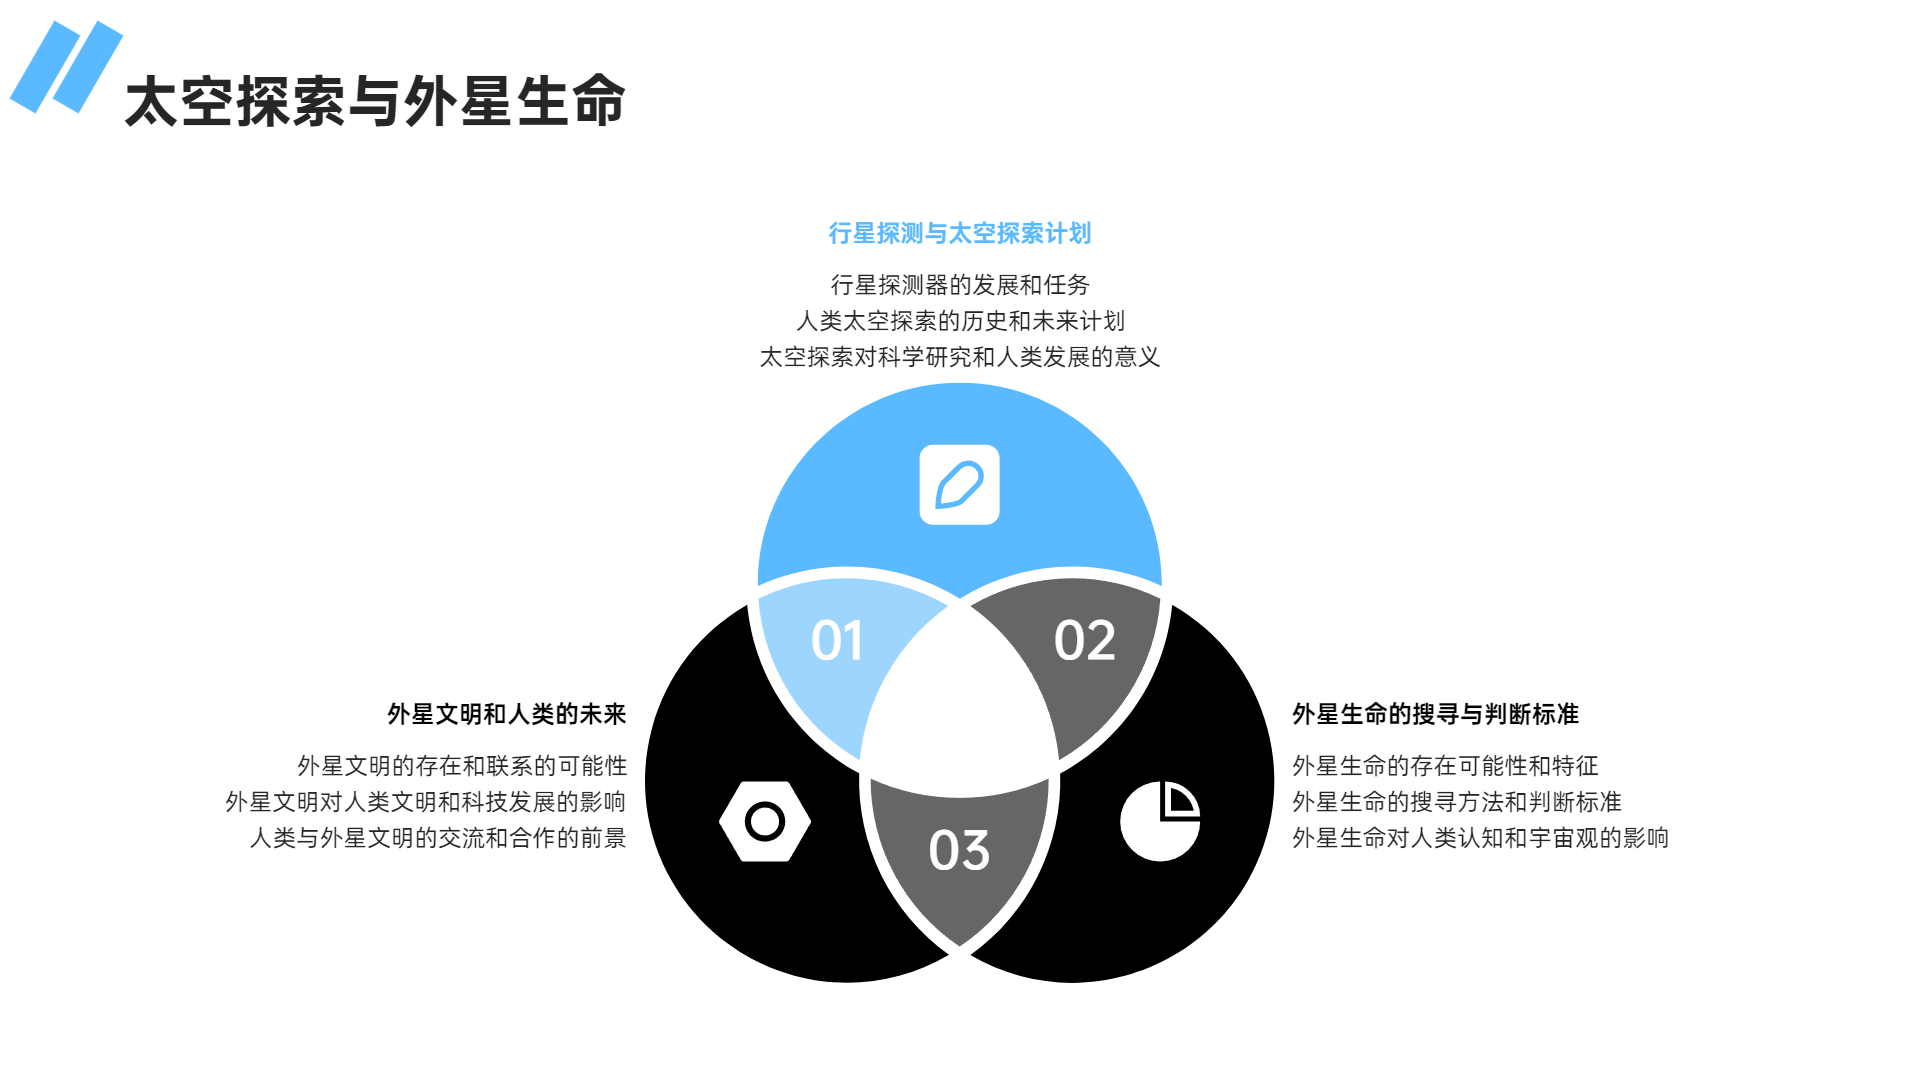 太空探索与外星生命
行星探测与太空探索计划
行星探测器的发展和任务
人类太空探索的历史和未来计划
太空探索对科学研究和人类发展的意义
01
02
外星文明和人类的未来
外星文明的存在和联系的可能性
外星文明对人类文明和科技发展的影响
人类与外星文明的交流和合作的前景
外星生命的搜寻与判断标准
外星生命的存在可能性和特征
外星生命的搜寻方法和判断标准
外星生命对人类认知和宇宙观的影响
03